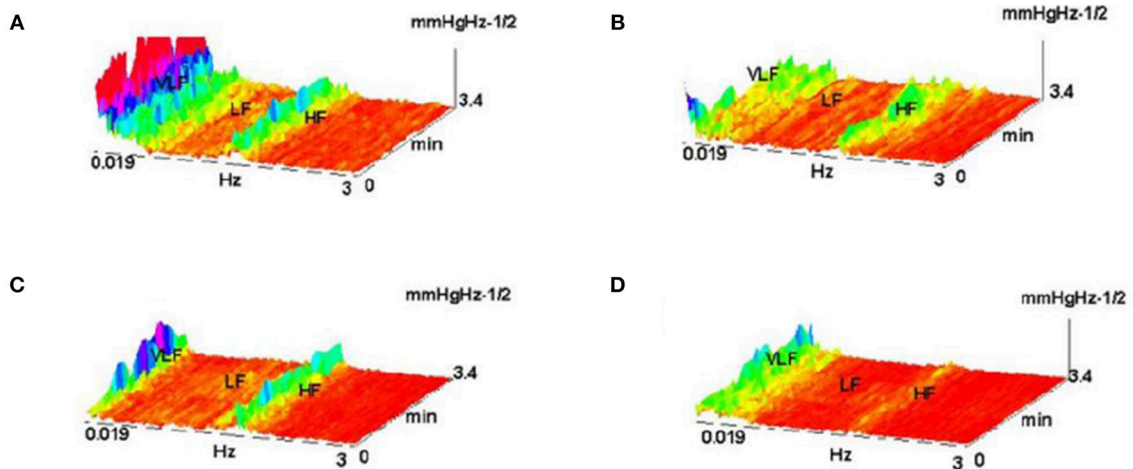 A
mmHgHz-1/2
VLF
LF
HF
3.4
min
0.019
Hz
3 0
B
mmHgHz-1/2
VLF
LF
HF
3.4
min
0.019
Hz
3 0
C
mmHgHz-1/2
VLF
LF
HF
3.4
min
0.019
Hz
3 0
D
mmHgHz-1/2
VLF
LF
HF
3.4
min
0.019
Hz
3 0